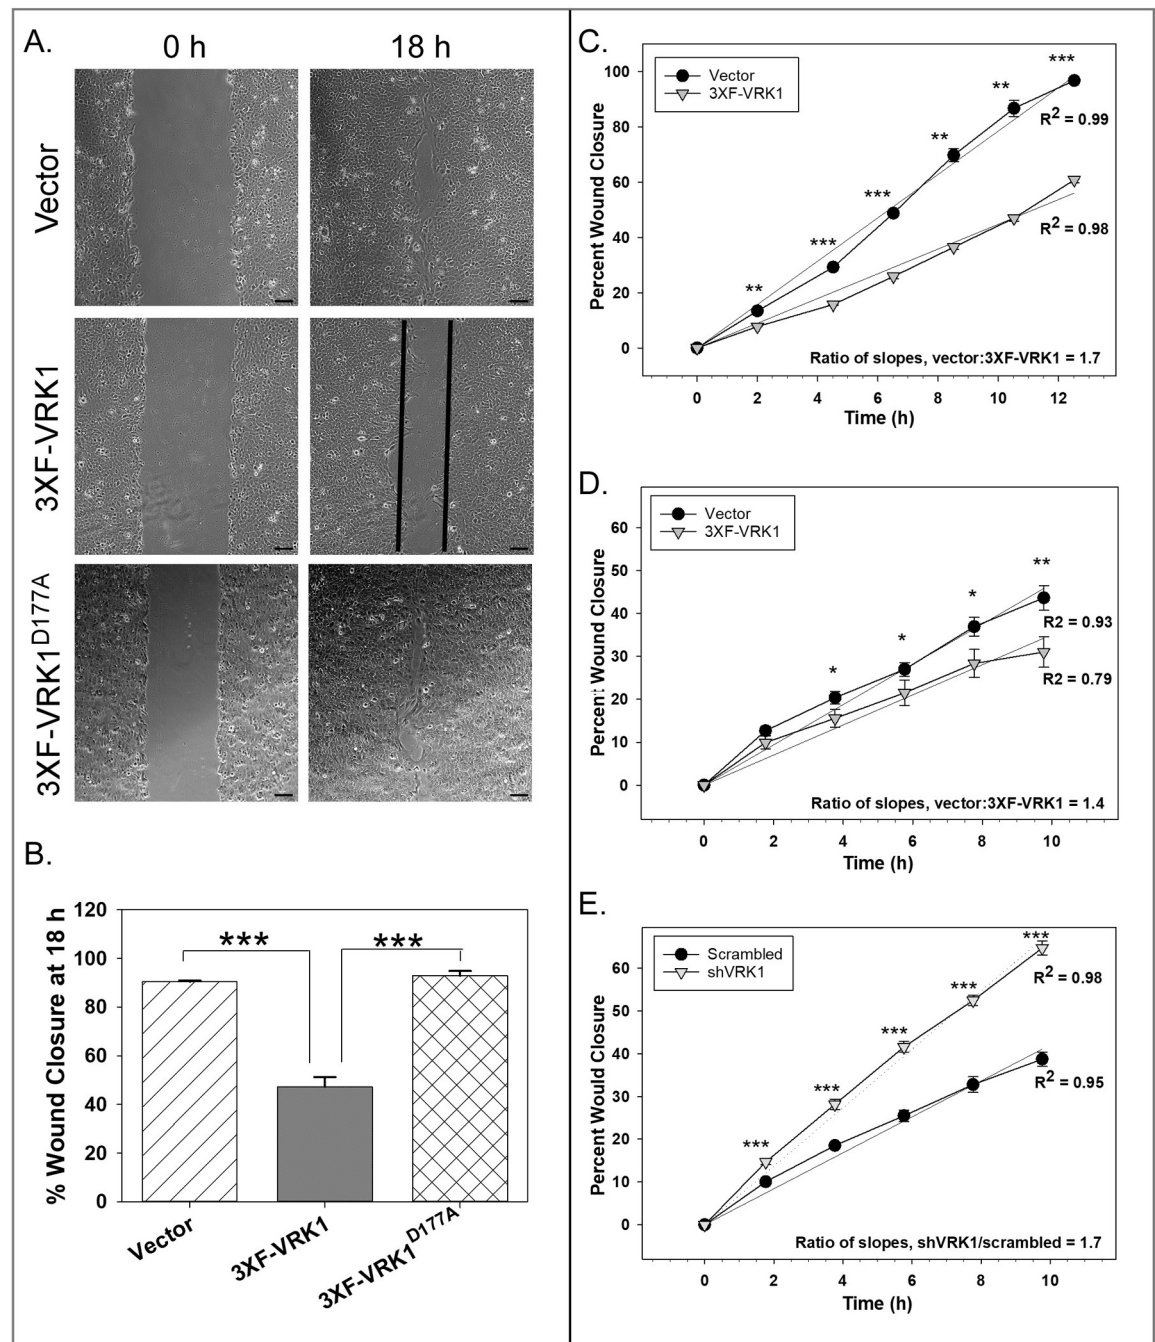 A.
0 h
18 h
Vector
3XF-VRK1
3XF-VRK1D177A
B.
% Wound Closure at 18 h
120
100
80
60
40
20
0
***
***
Vector
3XF-VRK1
3XF-VRK1D177A
C.
Percent Wound Closure
100
80
60
40
20
0
Vector
3XF-VRK1
**
***
***
**
**
***
R2 = 0.99
R2 = 0.98
Ratio of slopes, vector:3XF-VRK1 = 1.7
0 2 4 6 8 10 12
Time (h)
D.
Percent Wound Closure
60
50
40
30
20
10
0
Vector
3XF-VRK1
*
*
*
**
R2 = 0.93
R2 = 0.79
Ratio of slopes, vector:3XF-VRK1 = 1.4
0 2 4 6 8 10
Time (h)
E.
Percent Would Closure
60
50
40
30
20
10
0
Scrambled
shVRK1
***
***
***
***
***
R2 = 0.98
R2 = 0.95
Ratio of slopes, shVRK1/scrambled = 1.7
0 2 4 6 8 10
Time (h)